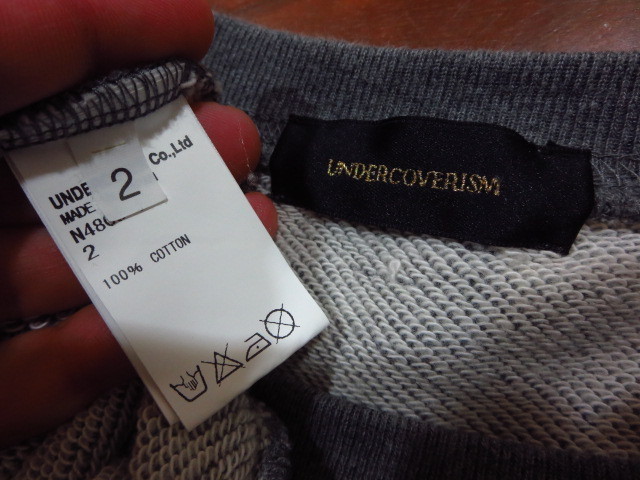 UNDERCOVERISM
UNDE Co.,Ltd
MADE
2
N48
2
100% COTTON